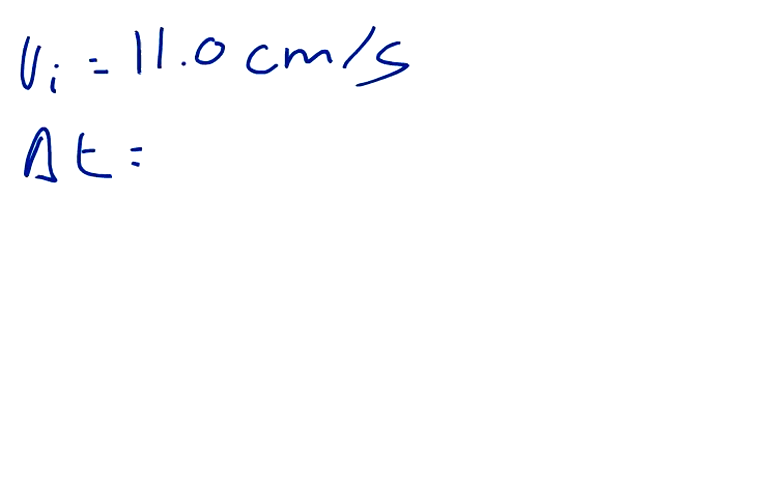 Vi = 11.0 cm/s
Δt =